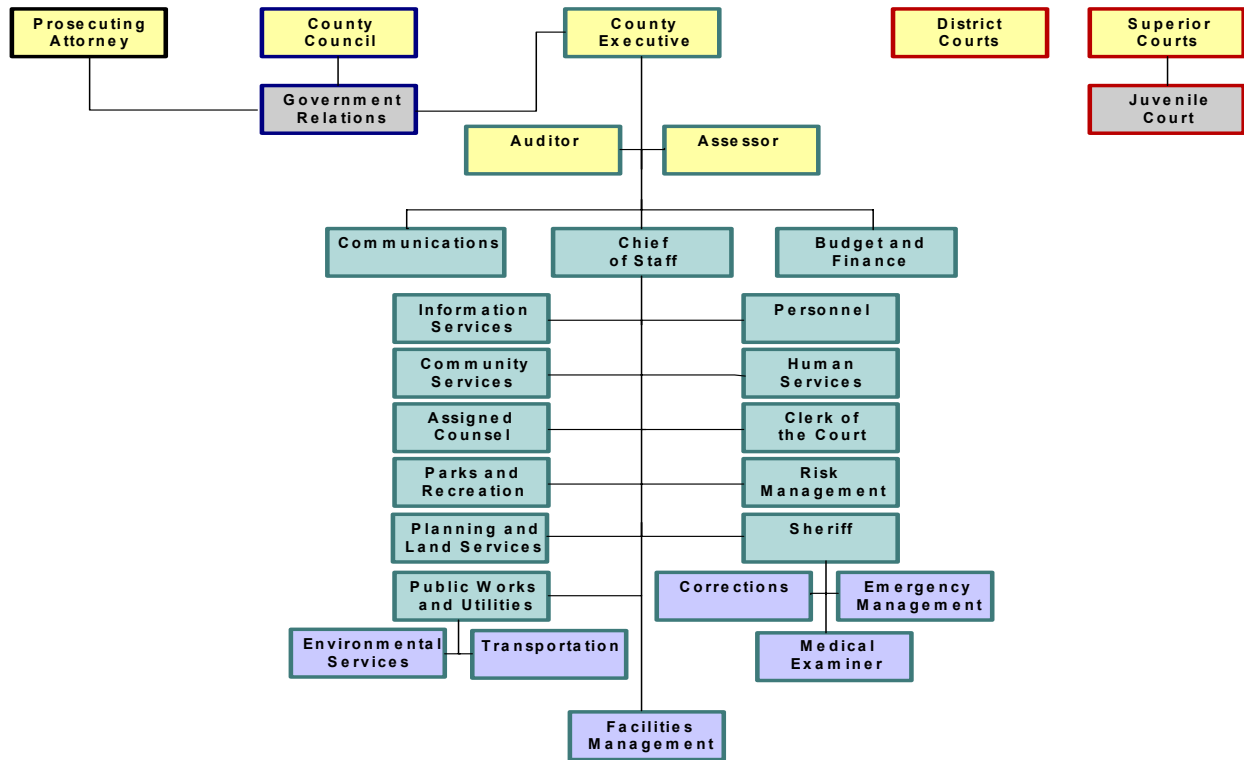 Prosecuting
Attorney
County
Council
County
Executive
District
Courts
Superior
Courts
Government
Relations
Juvenile
Court
Auditor
Assessor
Communications
Chief
of Staff
Budget and
Finance
Information
Services
Personnel
Community
Services
Human
Services
Assigned
Counsel
Clerk of
the Court
Parks and
Recreation
Risk
Management
Planning and
Land Services
Sheriff
Public Works
and Utilities
Corrections
Emergency
Management
Environmental
Services
Transportation
Medical
Examiner
Facilities
Management